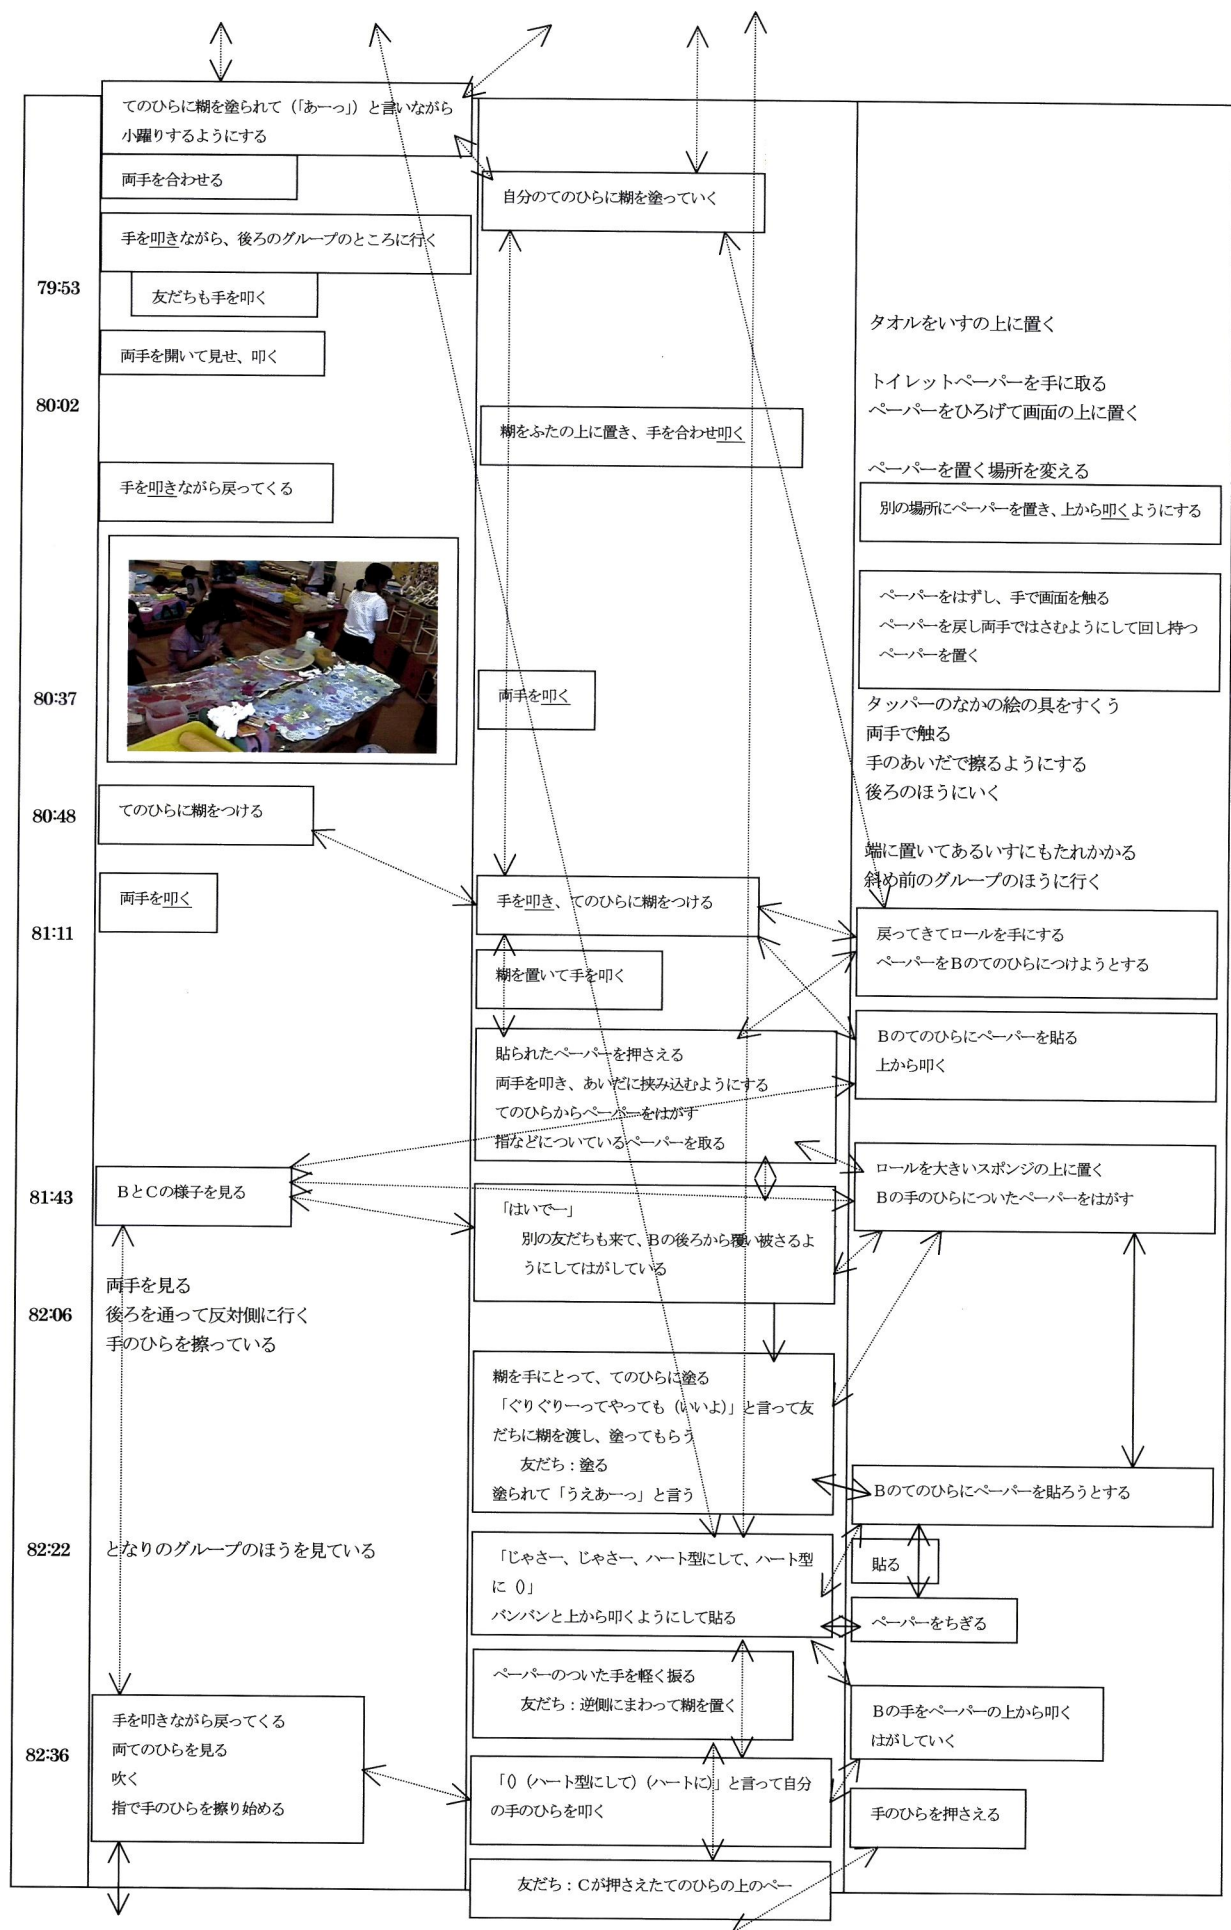 てのひらに糊を塗られて（「あーっ」）と言いながら
小躍りするようにする
両手を合わせる
手を叩きながら、後ろのグループのところに行く
79:53
友だちも手を叩く
両手を開いて見せ、叩く
80:02
手を叩きながら戻ってくる
80:37
80:48
てのひらに糊をつける
両手を叩く
81:11
81:43
BとCの様子を見る
両手を見る
82:06
後ろを通って反対側に行く
手のひらを擦っている
82:22
となりのグループのほうを見ている
手を叩きながら戻ってくる
両てのひらを見る
82:36
吹く
指で手のひらを擦り始める
自分のてのひらに糊を塗っていく
糊をふたの上に置き、手を合わせ叩く
両手を叩く
手を叩き、てのひらに糊をつける
糊を置いて手を叩く
貼られたペーパーを押さえる
両手を叩き、あいだに挟み込むようにする
てのひらからペーパーをはがす
指などについているペーパーを取る
「はいでー」
別の友だちも来て、Bの後ろから覆い被さるよ
うにしてはがしている
糊を手にとって、てのひらに塗る
「ぐりぐりーってやっても（いいよ）」と言って友
だちに糊を渡し、塗ってもらう
友だち：塗る
塗られて「うえあーっ」と言う
「じゃさー、じゃさー、ハート型にして、ハート型
に（）」
バンバンと上から叩くようにして貼る
ペーパーのついた手を軽く振る
友だち：逆側にまわって糊を置く
「（）（ハート型にして）（ハートに）」と言って自分
の手のひらを叩く
友だち：Cが押さえたてのひらの上のペー
タオルをいすの上に置く
トイレットペーパーを手に取る
ペーパーをひろげて画面の上に置く
ペーパーを置く場所を変える
別の場所にペーパーを置き、上から叩くようにする
ペーパーをはずし、手で画面を触る
ペーパーを戻し両手ではさむようにして回し持つ
ペーパーを置く
タッパーのなかの絵の具をすくう
両手で触る
手のあいだで擦るようにする
後ろのほうにいく
端に置いてあるいすにもたれかかる
斜め前のグループのほうに行く
戻ってきてロールを手にする
ペーパーをBのてのひらにつけようとする
Bのてのひらにペーパーを貼る
上から叩く
ロールを大きいスポンジの上に置く
Bの手のひらについたペーパーをはがす
Bのてのひらにペーパーを貼ろうとする
貼る
ペーパーをちぎる
Bの手をペーパーの上から叩く
はがしていく
手のひらを押さえる